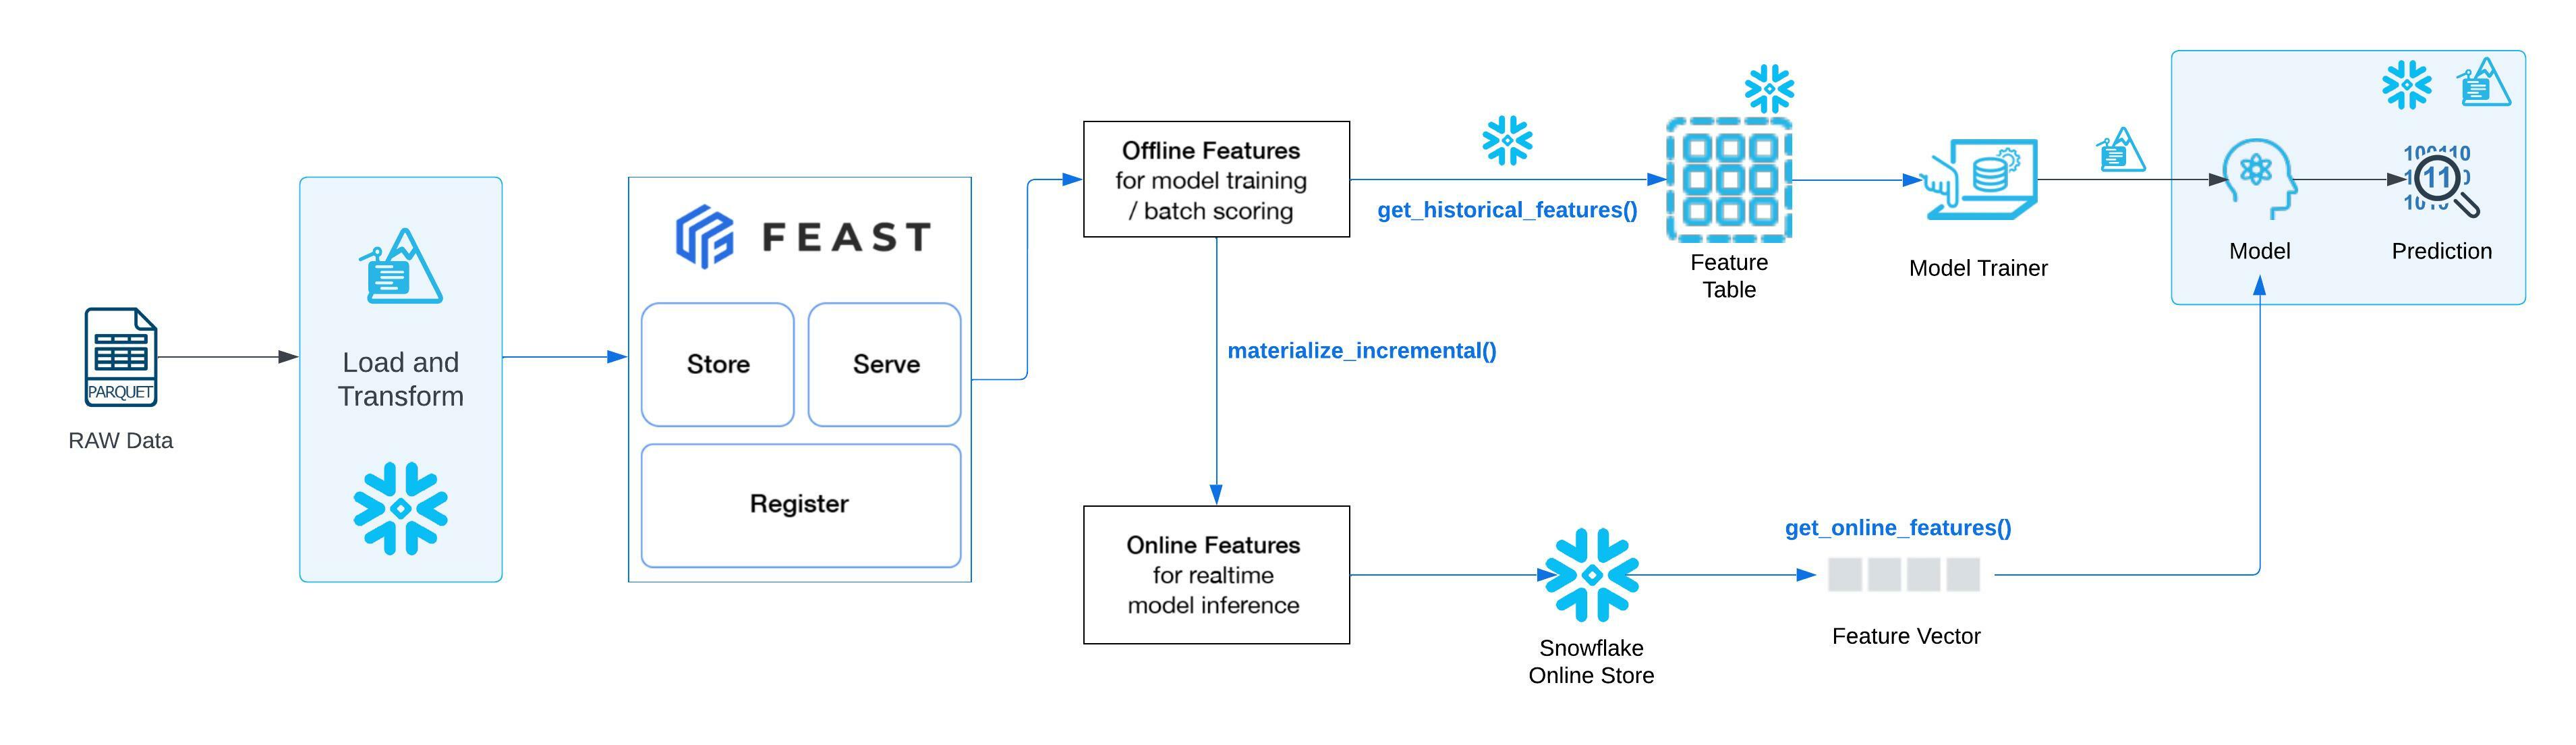 PARQUET
RAW Data
Load and
Transform
FEAST
Store
Serve
Register
Offline Features
for model training
/ batch scoring
get_historical_features()
Feature
Table
Model Trainer
Model
Prediction
100110
11
materialize_incremental()
Online Features
for realtime
model inference
Snowflake
Online Store
get_online_features()
Feature Vector